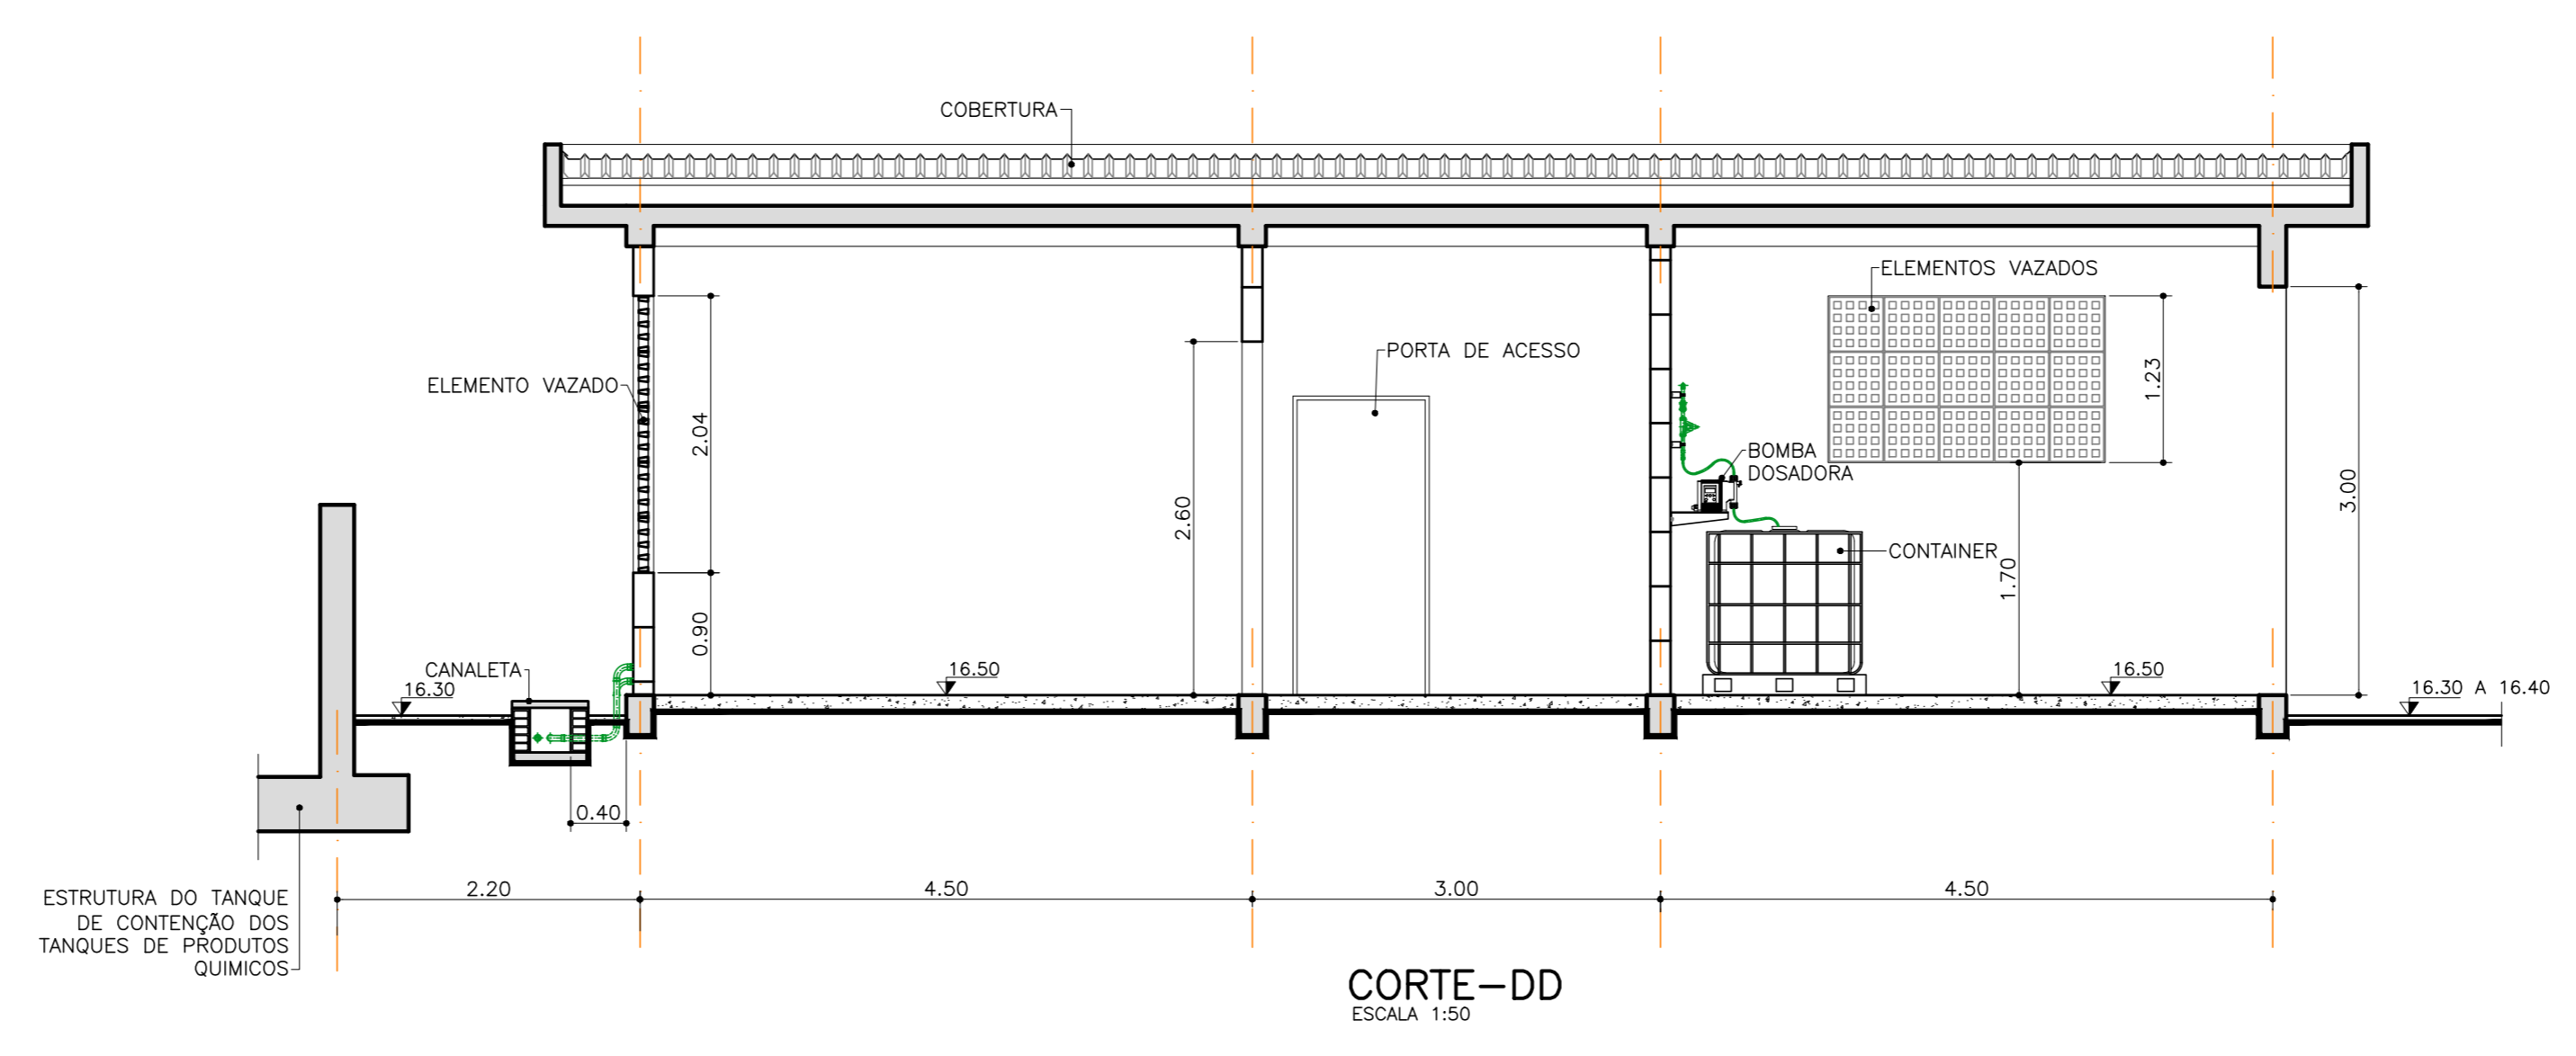 COBERTURA
ELEMENTOS VAZADOS
PORTA DE ACESSO
ELEMENTO VAZADO
1.23
2.04
BOMBA
DOSADORA
3.00
2.60
CONTAINER
1.70
0.90
CANALETA
16.30
16.50
16.50
16.30 A 16.40
0.40
2.20
4.50
3.00
4.50
ESTRUTURA DO TANQUE
DE CONTENÇÃO DOS
TANQUES DE PRODUTOS
QUIMICOS
CORTE-DD
ESCALA 1:50